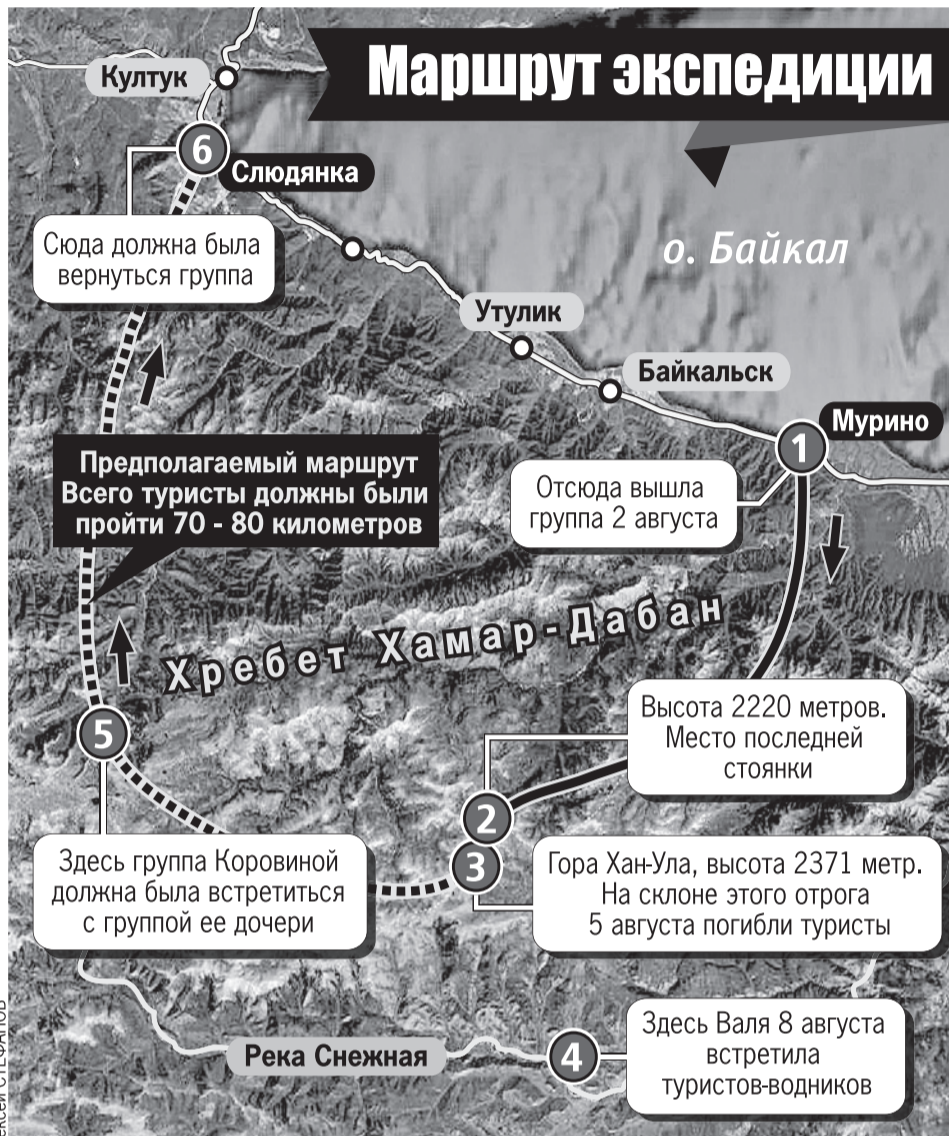 Маршрут экспедиции
Култук
6
Слюдянка
Сюда должна была
вернуться группа
о. Байкал
Утулик
Байкальск
1
Мурино
Отсюда вышла
группа 2 августа
Предполагаемый маршрут
Всего туристы должны были
пройти 70 - 80 километров
Хребет Хамар-Дабан
5
Высота 2220 метров.
Место последней
стоянки
2
3
Здесь группа Коровиной
должна была встретиться
с группой ее дочери
Гора Хан-Ула, высота 2371 метр.
На склоне этого отрога
5 августа погибли туристы
Река Снежная
4
Здесь Валя 8 августа
встретила
туристов-водников
СТЕФАНОВ